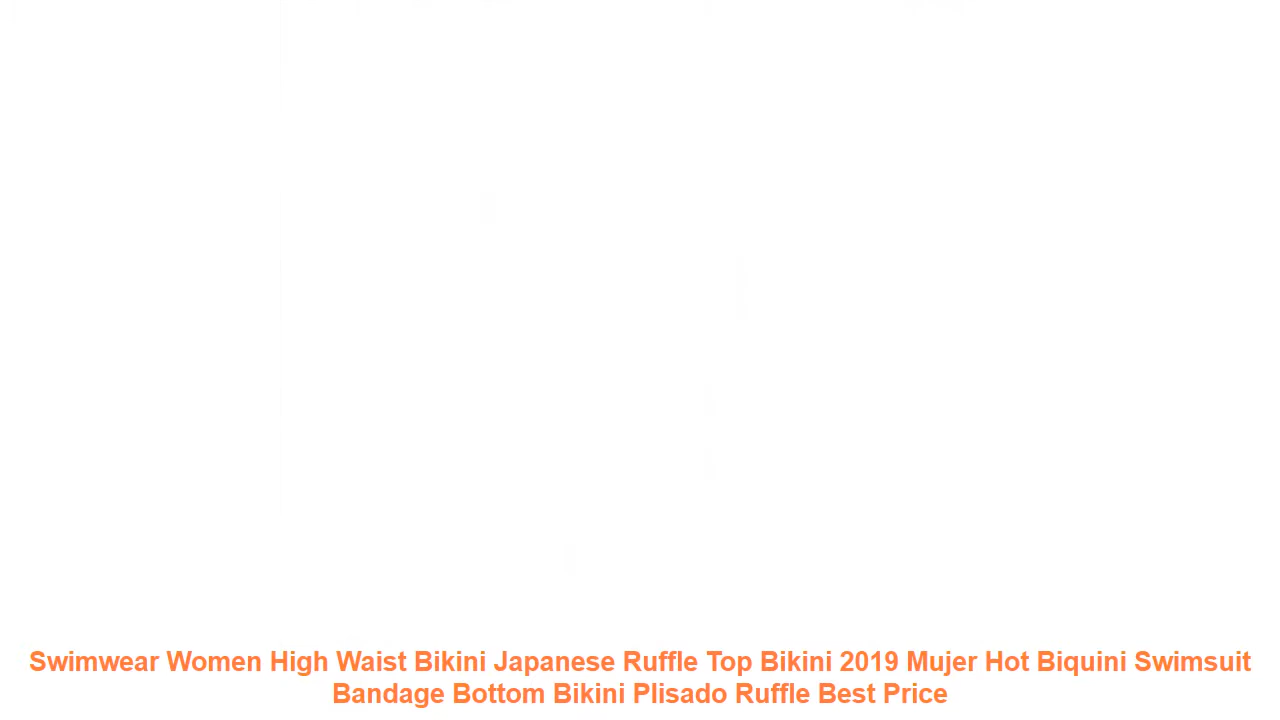 Swimwear Women High Waist Bikini Japanese Ruffle Top Bikini 2019 Mujer Hot Biquini Swimsuit
Bandage Bottom Bikini Plisado Ruffle Best Price